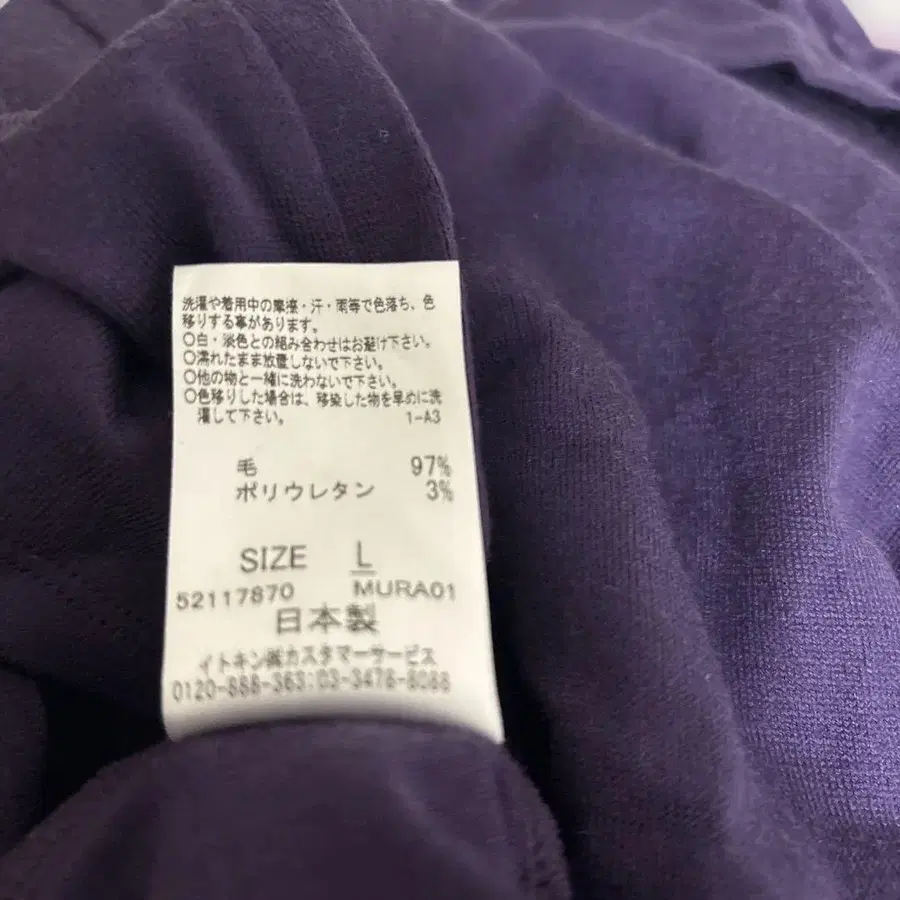 洗濯や着用中の摩擦・汗・雨等で色落ち、色
移りする事があります。
○白・淡色との組み合わせはお避け下さい。
○濡れたまま放置しないで下さい。
○他の物と一緒に洗わないで下さい。
○色移りした場合は、移染した物を早めに洗
濯して下さい。 1-A3
毛 97%
ポリウレタン 3%
SIZE L
52117870 MURA01
日本製
イトキン㈱カスタマーサービス
0120-888-363:03-3478-8088